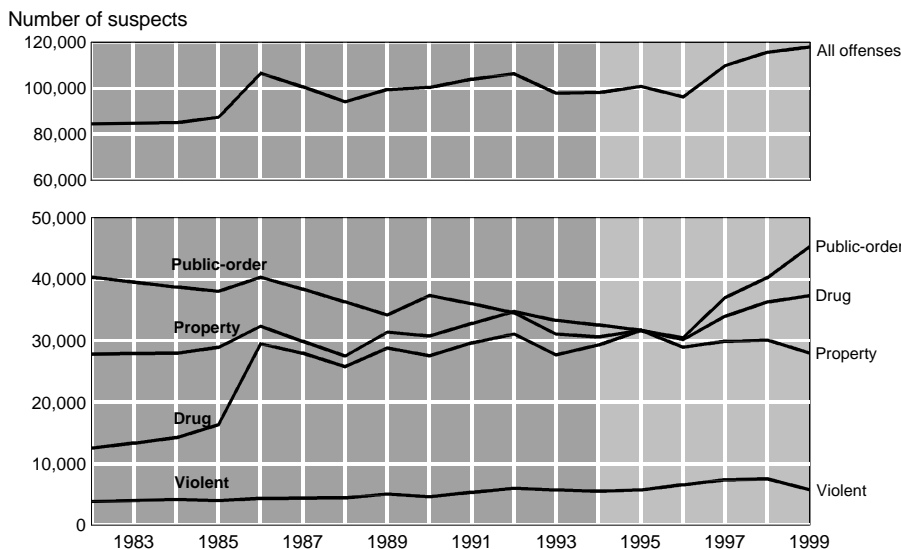 Number of suspects
120,000
100,000
80,000
60,000
All offenses
50,000
40,000
30,000
20,000
10,000
0
Public-order
Property
Drug
Violent
Public-order
Drug
Property
Violent
1983 1985 1987 1989 1991 1993 1995 1997 1999